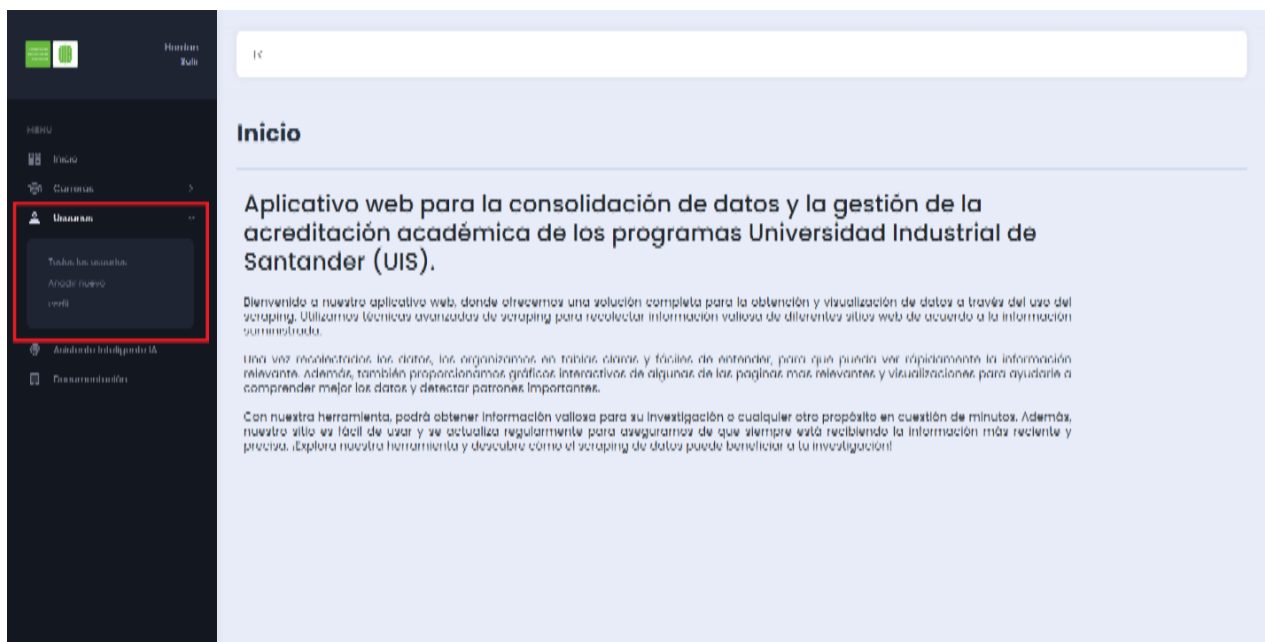 MENU
Inicio
Carreras
Usuarios
Todos los usuarios
Añadir nuevo
Perfil
Asistente Inteligente IA
Documentación
Inicio
Aplicativo web para la consolidación de datos y la gestión de la
acreditación académica de los programas Universidad Industrial de
Santander (UIS).
Bienvenido a nuestro aplicativo web, donde ofrecemos una solución completa para la obtención y visualización de datos a través del uso del
scraping. Utilizamos técnicas avanzadas de scraping para recolectar información valiosa de diferentes sitios web de acuerdo a la información
suministrada.
Una vez recolectados los datos, los organizamos en tablas claras y fáciles de entender, para que pueda ver rápidamente la información
relevante. Además, también proporcionamos gráficos interactivos de algunas de las paginas mas relevantes y visualizaciones para ayudarle a
comprender mejor los datos y detectar patrones importantes.
Con nuestra herramienta, podrá obtener información valiosa para su investigación o cualquier otro propósito en cuestión de minutos. Además,
nuestro sitio es fácil de usar y se actualiza regularmente para asegurarnos de que siempre está recibiendo la información más reciente y
precisa. ¡Explora nuestra herramienta y descubre cómo el scraping de datos puede beneficiar a tu investigación!